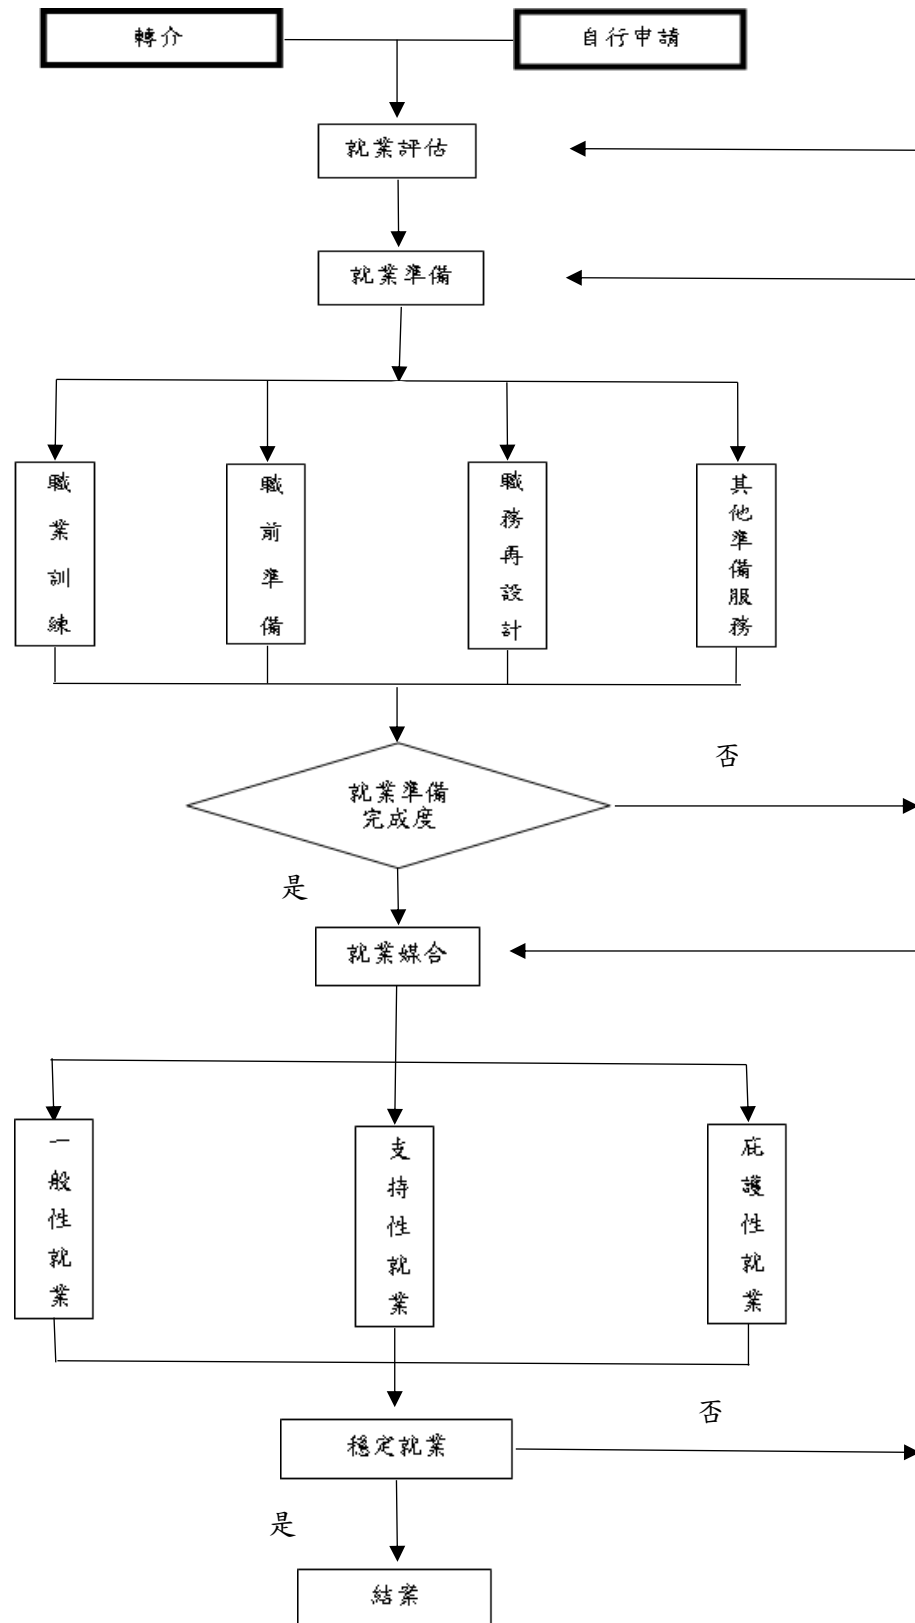 轉介
自行申請
就業評估
就業準備
職業訓練
職前準備
職務再設計
其他準備服務
否
就業準備
完成度
是
就業媒合
一般性就業
支持性就業
庇護性就業
否
穩定就業
是
結案